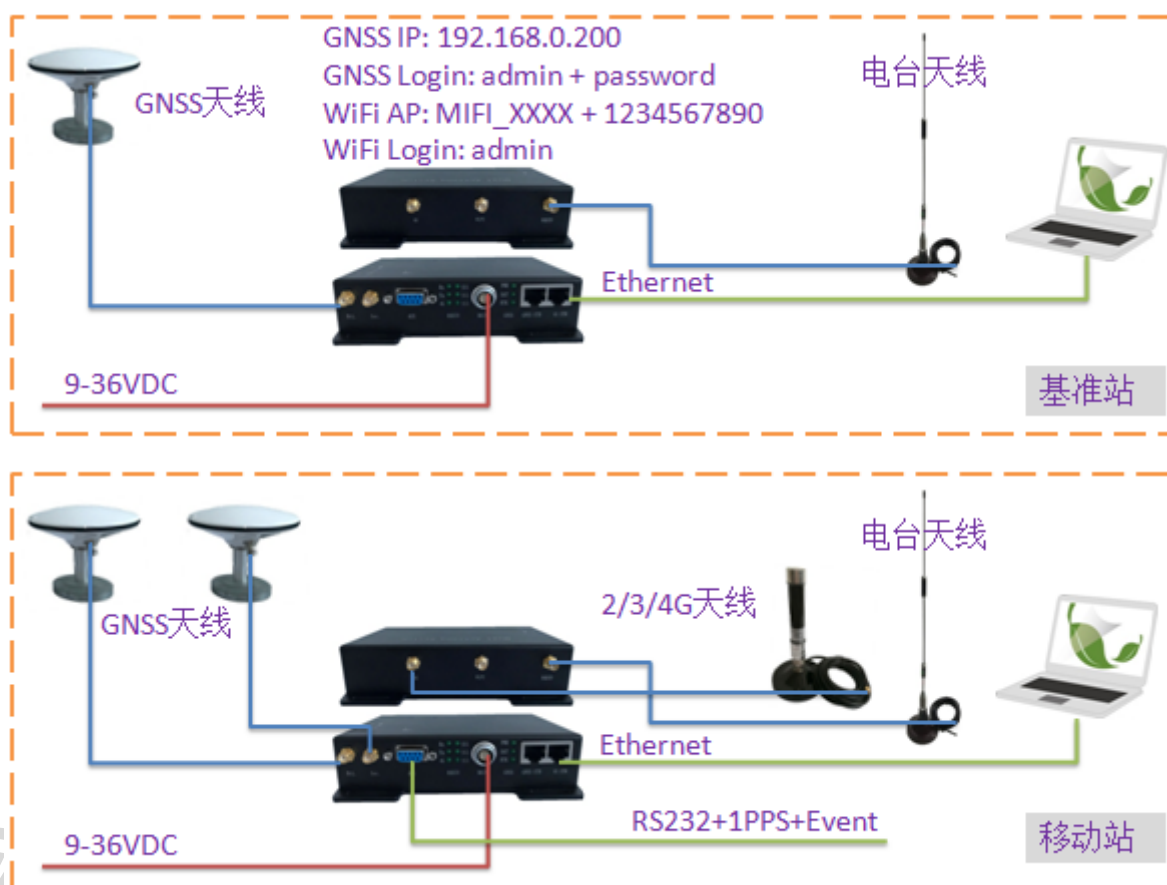 GNSS IP: 192.168.0.200
GNSS Login: admin + password
WiFi AP: MIFI_XXXX + 1234567890
WiFi Login: admin
GNSS天线
电台天线
Ethernet
9-36VDC
基准站
GNSS天线
2/3/4G天线
电台天线
Ethernet
RS232+1PPS+Event
9-36VDC
移动站